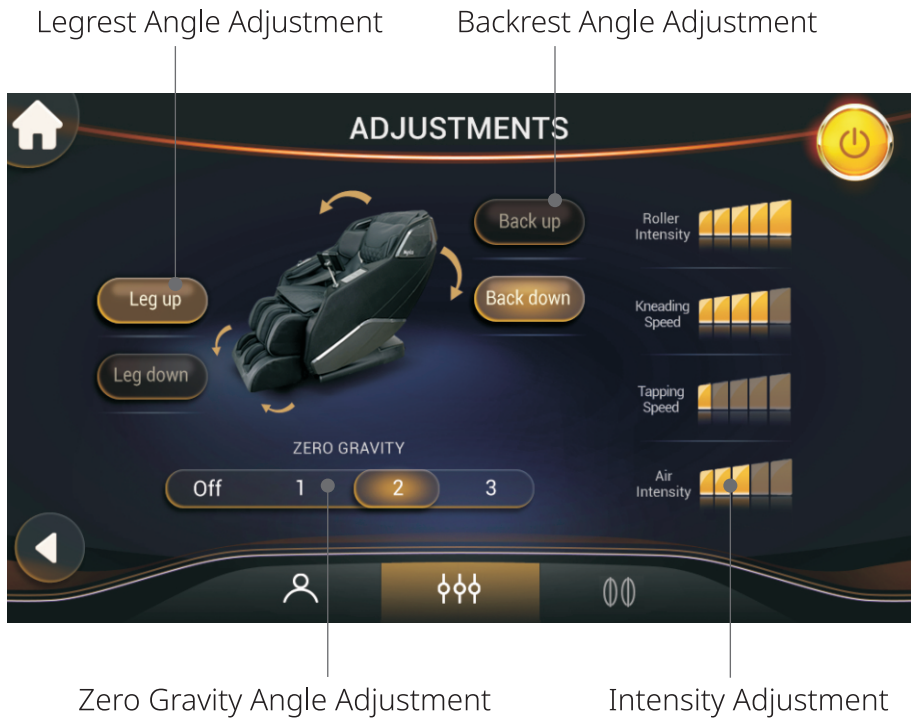 Legrest Angle Adjustment
Backrest Angle Adjustment
ADJUSTMENTS
Back up
Roller
Intensity
Leg up
Back down
Kneading
Speed
Leg down
Tapping
Speed
ZERO GRAVITY
Off 1 2 3
Air
Intensity
Zero Gravity Angle Adjustment
Intensity Adjustment